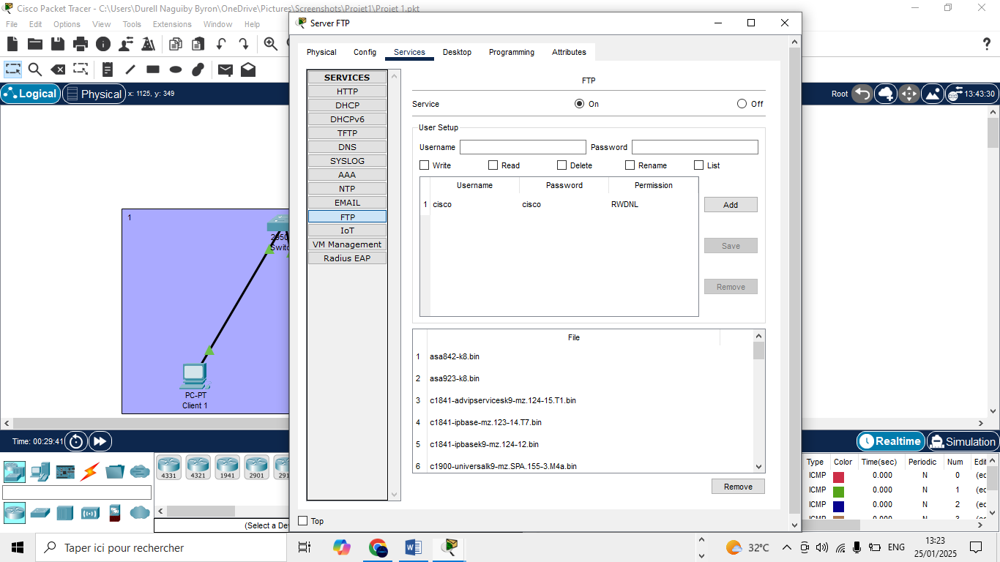 Cisco Packet Tracer - C:\Users\Durell Naguiby Byron\OneDrive\Pictures\Screenshots\Projet1\Projet 1.pkt
File Edit Options View Tools Extensions Window Help
Logical Physical x: 1125, y: 349
Root 13:43:30
1
2950
Switc
PC-PT
Client 1
Server FTP
Physical Config Services Desktop Programming Attributes
SERVICES
HTTP
DHCP
DHCPv6
TFTP
DNS
SYSLOG
AAA
NTP
EMAIL
FTP
IoT
VM Management
Radius EAP
FTP
Service On Off
User Setup
Username Password
Write Read Delete Rename List
Username Password Permission
1 cisco cisco RWDNL
Add
Save
Remove
File
1 asa842-k8.bin
2 asa923-k8.bin
3 c1841-advipservicesk9-mz.124-15.T1.bin
4 c1841-ipbase-mz.123-14.T7.bin
5 c1841-ipbasek9-mz.124-12.bin
6 c1900-universalk9-mz.SPA.155-3.M4a.bin
Remove
Top
Time: 00:29:41
Realtime Simulation
4331 4321 1941 2901 291
(Select a De
Type Color Time(sec) Periodic Num Edi
ICMP 0.000 N 0 (ec
ICMP 0.000 N 1 (ec
ICMP 0.000 N 2 (ec
ICMP 0.000 N 3 (ec
Taper ici pour rechercher
32°C ENG 13:23
25/01/2025